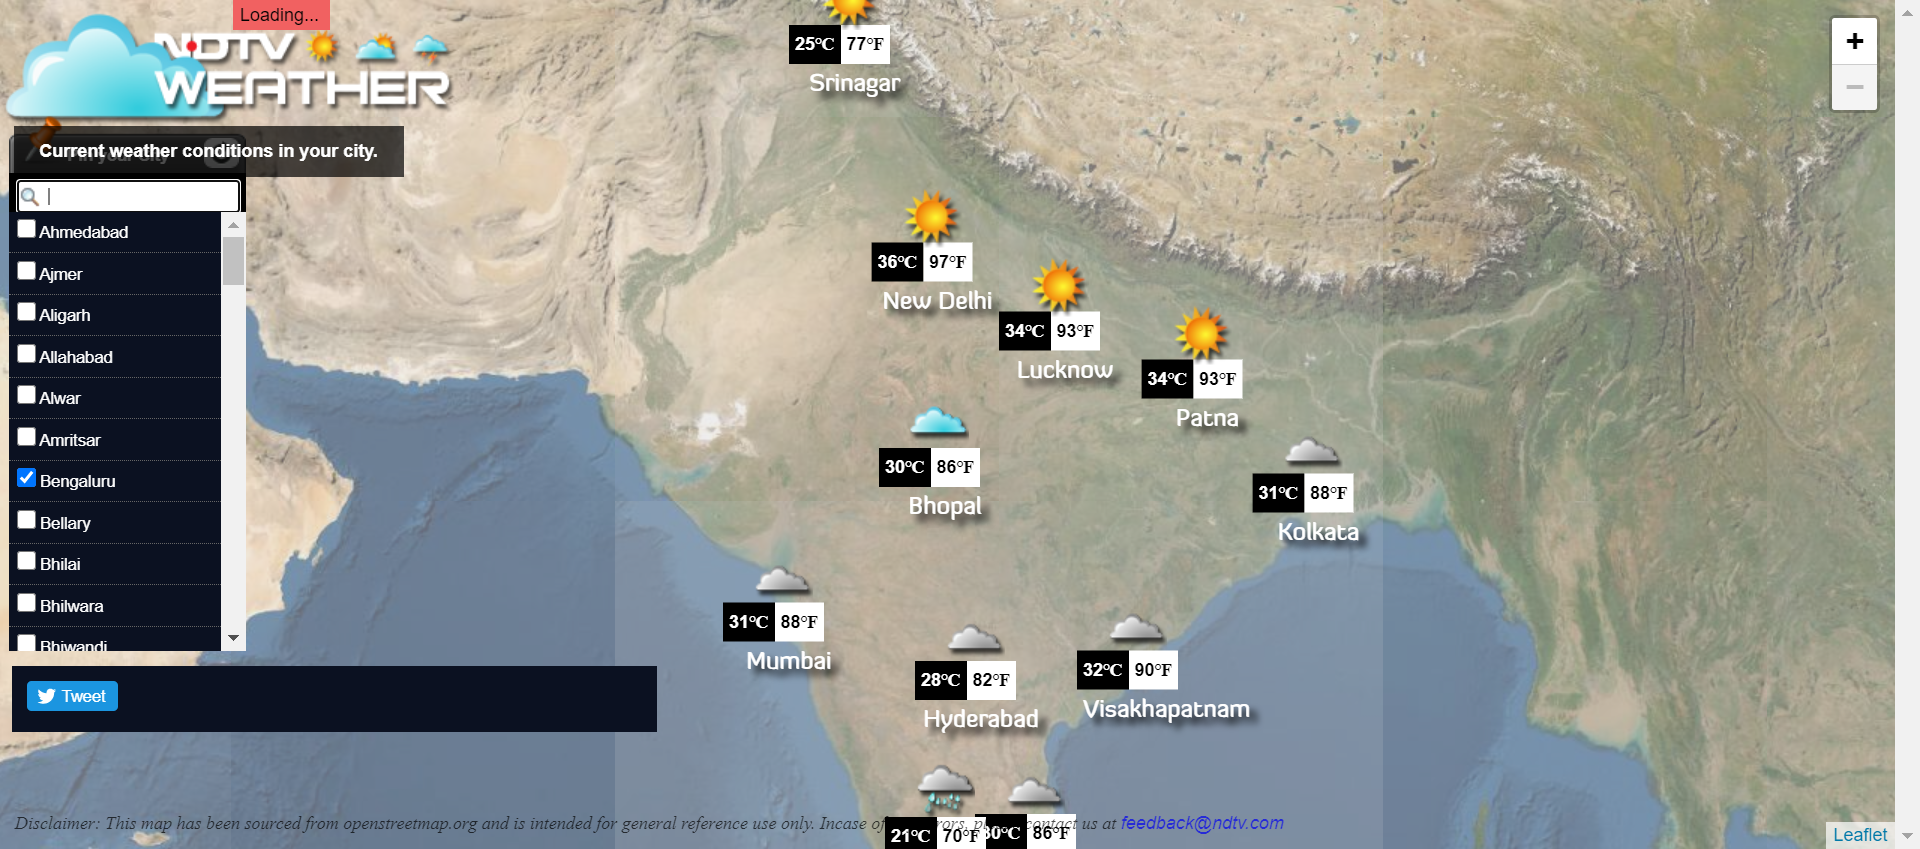 Loading...
NDTV
WEATHER
Current weather conditions in your city.
Ahmedabad
Ajmer
Aligarh
Allahabad
Alwar
Amritsar
Bengaluru
Bellary
Bhilai
Bhilwara
Bhiwandi
Tweet
25°C 77°F
Srinagar
36°C 97°F
New Delhi
34°C 93°F
Lucknow
34°C 93°F
Patna
30°C 86°F
Bhopal
31°C 88°F
Kolkata
31°C 88°F
Mumbai
28°C 82°F
Hyderabad
32°C 90°F
Visakhapatnam
21°C 70°F
30°C 86°F
Disclaimer: This map has been sourced from openstreetmap.org and is intended for general reference use only. Incase of us at feedback@ndtv.com
+
−
Leaflet